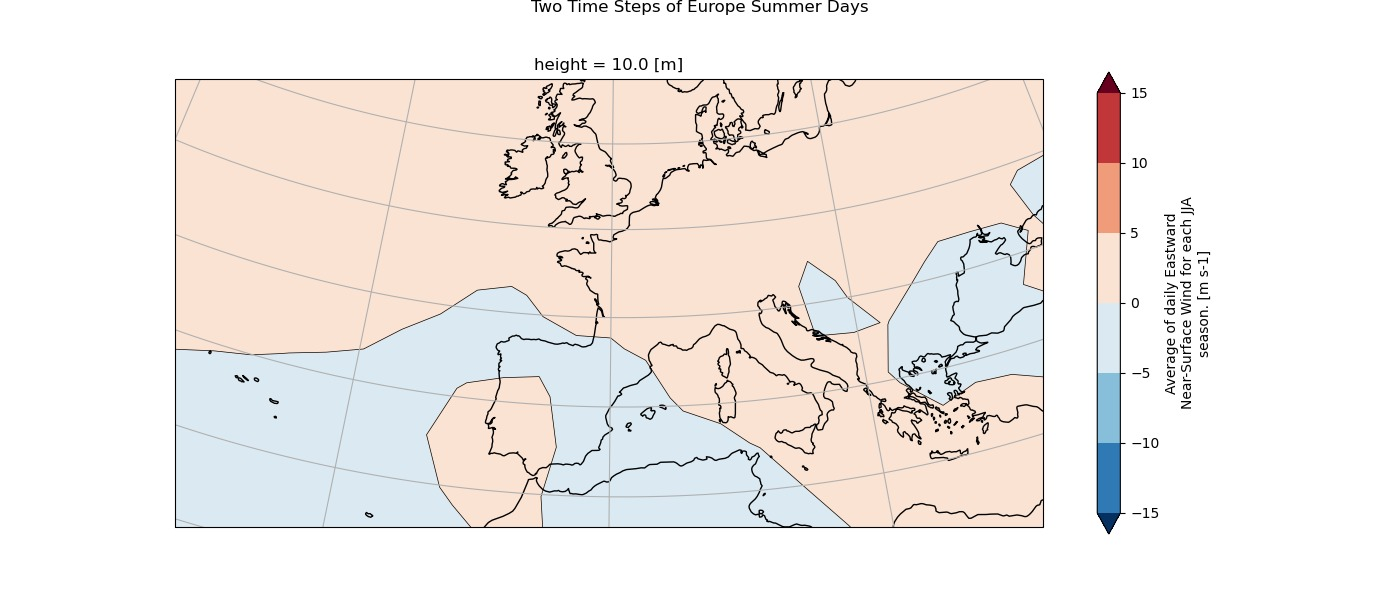 Two Time Steps of Europe Summer Days
height = 10.0 [m]
15
10
5
0
−5
−10
−15
Average of daily Eastward
Near-Surface Wind for each JJA
season. [m s-1]